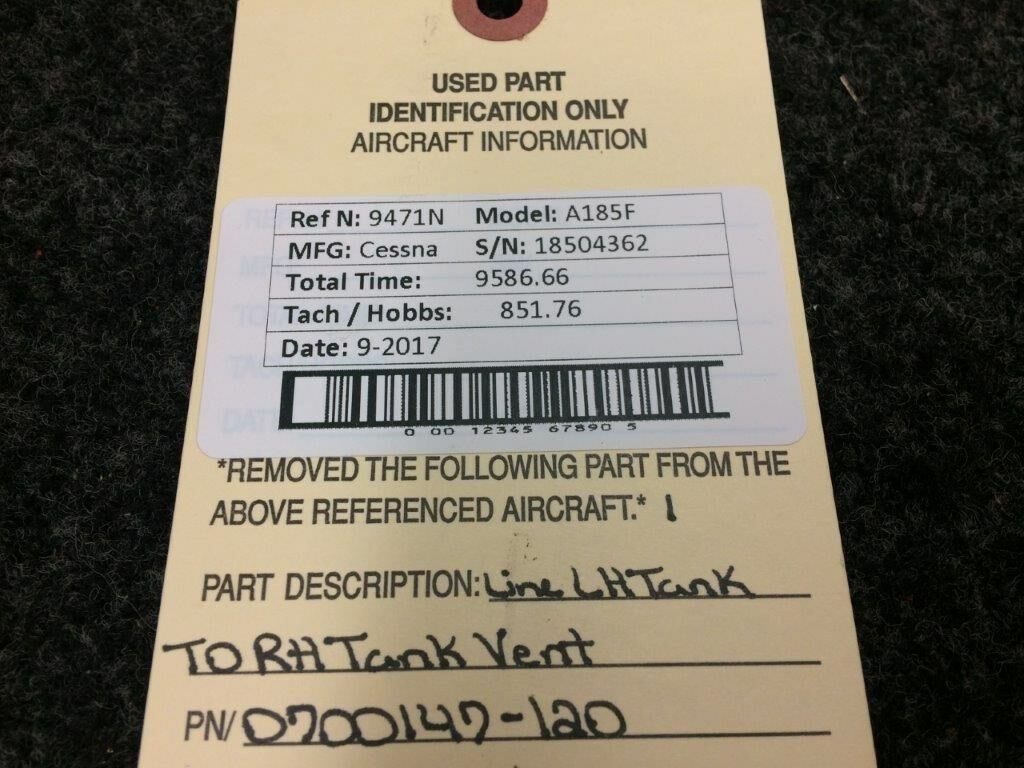 USED PART
IDENTIFICATION ONLY
AIRCRAFT INFORMATION
Ref N: 9471N Model: A185F
MFG: Cessna S/N: 18504362
Total Time: 9586.66
Tach / Hobbs: 851.76
Date: 9-2017
0 00 12345 67890 5
*REMOVED THE FOLLOWING PART FROM THE
ABOVE REFERENCED AIRCRAFT.* 1
PART DESCRIPTION: Line LH Tank
TO RH Tank Vent
PN/ 0700147-120